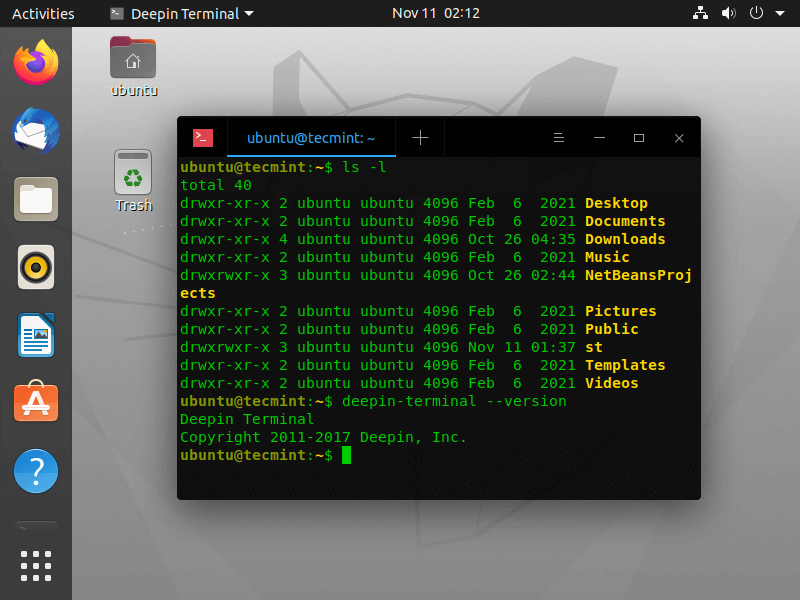 Activities Deepin Terminal Nov 11 02:12
ubuntu
Trash
ubuntu@tecmint: ~
ubuntu@tecmint:~$ ls -l
total 40
drwxr-xr-x 2 ubuntu ubuntu 4096 Feb  6  2021 Desktop
drwxr-xr-x 2 ubuntu ubuntu 4096 Feb  6  2021 Documents
drwxr-xr-x 4 ubuntu ubuntu 4096 Oct 26 04:35 Downloads
drwxr-xr-x 2 ubuntu ubuntu 4096 Feb  6  2021 Music
drwxrwxr-x 3 ubuntu ubuntu 4096 Oct 26 02:44 NetBeansProj
ects
drwxr-xr-x 2 ubuntu ubuntu 4096 Feb  6  2021 Pictures
drwxr-xr-x 2 ubuntu ubuntu 4096 Feb  6  2021 Public
drwxrwxr-x 3 ubuntu ubuntu 4096 Nov 11 01:37 st
drwxr-xr-x 2 ubuntu ubuntu 4096 Feb  6  2021 Templates
drwxr-xr-x 2 ubuntu ubuntu 4096 Feb  6  2021 Videos
ubuntu@tecmint:~$ deepin-terminal --version
Deepin Terminal
Copyright 2011-2017 Deepin, Inc.
ubuntu@tecmint:~$